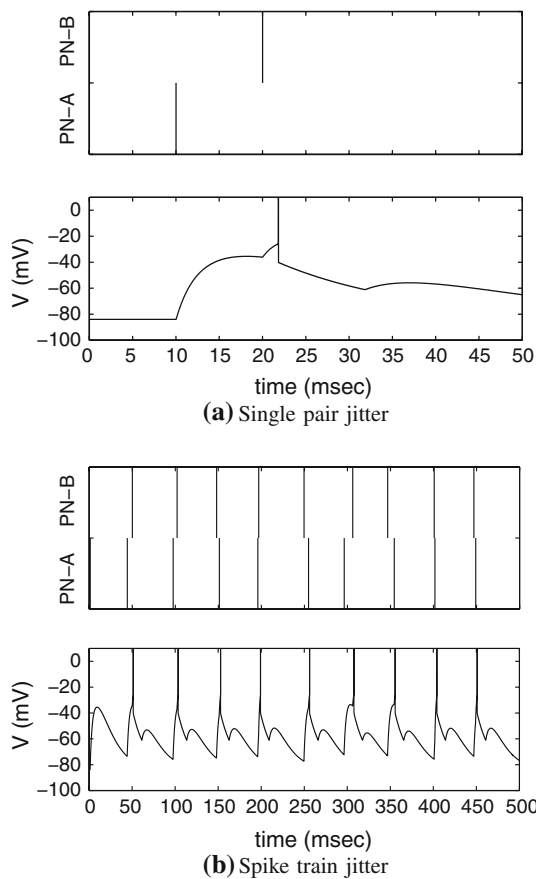 PN−B
PN−A
0
−20
−40
−60
−80
−100
V (mV)
0 5 10 15 20 25 30 35 40 45 50
time (msec)
(a) Single pair jitter
PN−B
PN−A
0
−20
−40
−60
−80
−100
V (mV)
0 50 100 150 200 250 300 350 400 450 500
time (msec)
(b) Spike train jitter